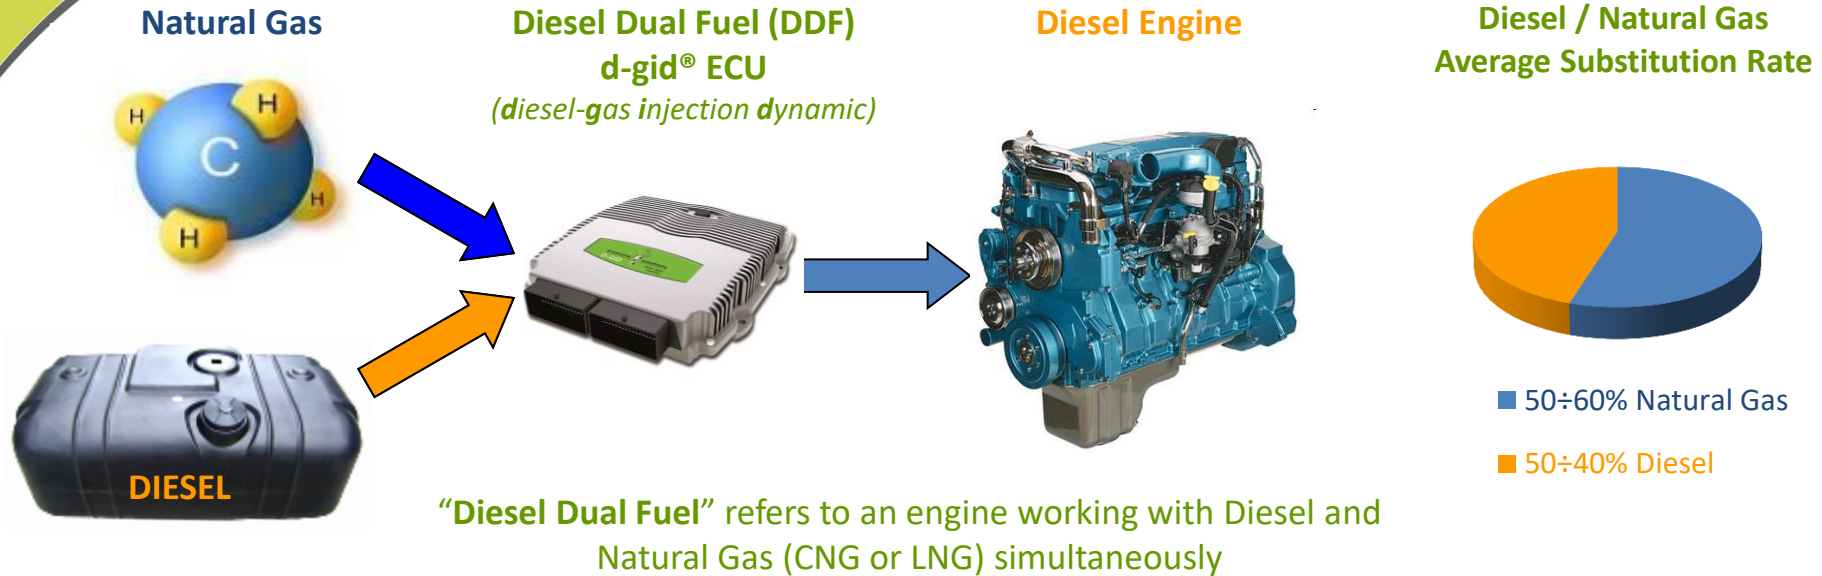 Natural Gas
Diesel Dual Fuel (DDF)
d-gid® ECU
(diesel-gas injection dynamic)
Diesel Engine
Diesel / Natural Gas
Average Substitution Rate
H
H
C
H
H
DIESEL
50÷60% Natural Gas
50÷40% Diesel
“Diesel Dual Fuel” refers to an engine working with Diesel and
Natural Gas (CNG or LNG) simultaneously